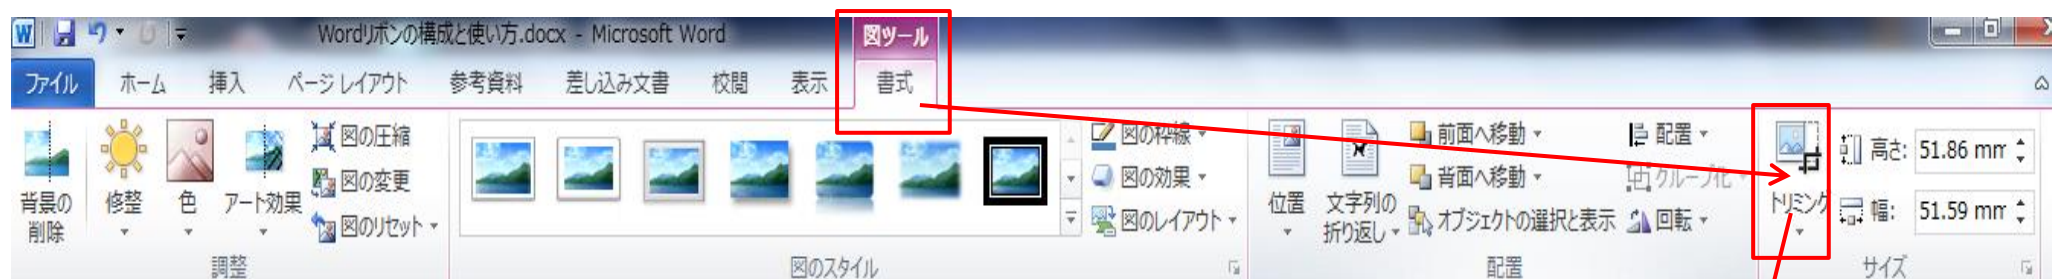 Wordリボンの構成と使い方.docx - Microsoft Word
図ツール
ファイル ホーム 挿入 ページ レイアウト 参考資料 差し込み文書 校閲 表示 書式
背景の
削除
修整
色
アート効果
図の圧縮
図の変更
図のリセット
調整
図のスタイル
図の枠線
図の効果
図のレイアウト
位置
文字列の
折り返し
前面へ移動
背面へ移動
オブジェクトの選択と表示
配置
グループ化
回転
配置
トリミング
高さ: 51.86 mm
幅: 51.59 mm
サイズ